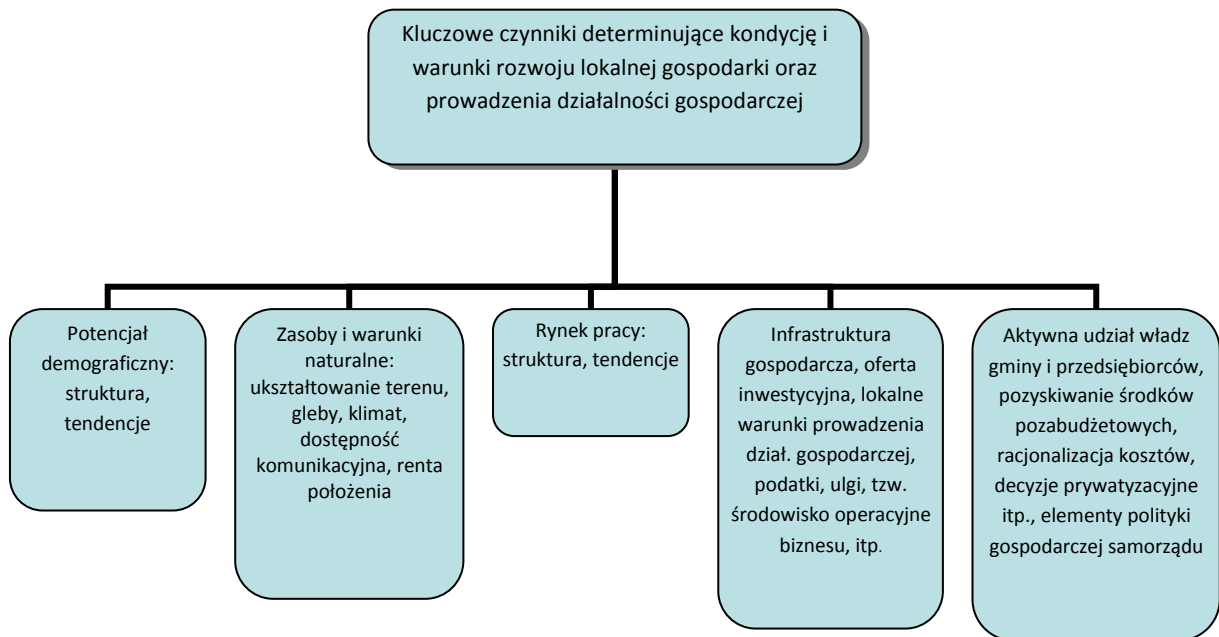 Kluczowe czynniki determinujące kondycję i
warunki rozwoju lokalnej gospodarki oraz
prowadzenia działalności gospodarczej
Potencjał
demograficzny:
struktura,
tendencje
Zasoby i warunki
naturalne:
ukształtowanie terenu,
gleby, klimat,
dostępność
komunikacyjna, renta
położenia
Rynek pracy:
struktura, tendencje
Infrastruktura
gospodarcza, oferta
inwestycyjna, lokalne
warunki prowadzenia
dział. gospodarczej,
podatki, ulgi, tzw.
środowisko operacyjne
biznesu, itp.
Aktywna udział władz
gminy i przedsiębiorców,
pozyskiwanie środków
pozabudżetowych,
racjonalizacja kosztów,
decyzje prywatyzacyjne
itp., elementy polityki
gospodarczej samorządu